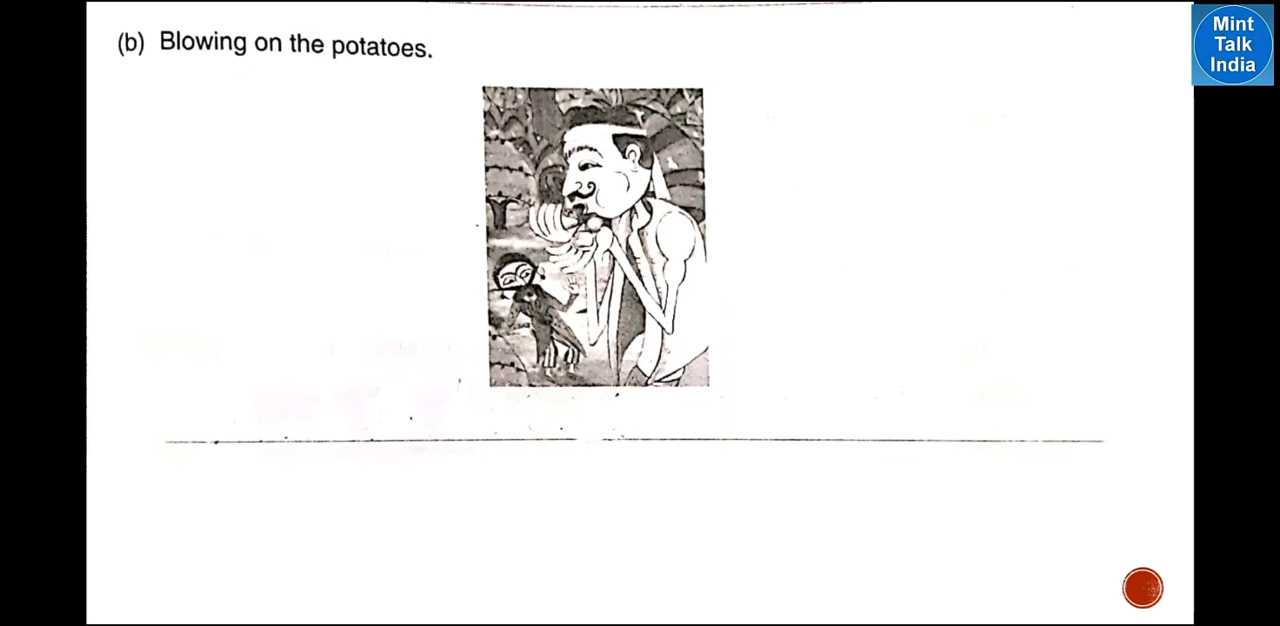 (b) Blowing on the potatoes.
Mint
Talk
India